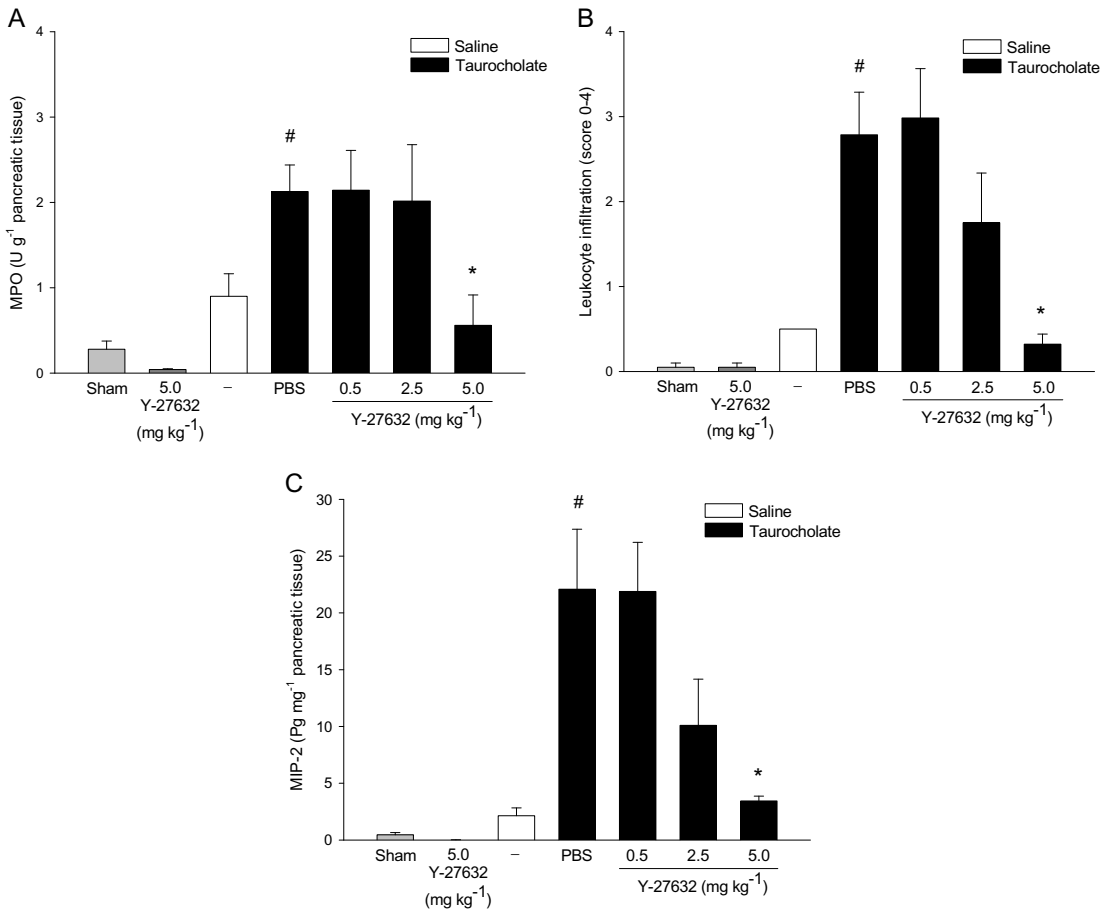 A
4
3
2
1
0
MPO (U g⁻¹ pancreatic tissue)
Saline
Taurocholate
#
*
Sham 5.0 – PBS 0.5 2.5 5.0
Y-27632 Y-27632 (mg kg⁻¹)
(mg kg⁻¹)
B
4
3
2
1
0
Leukocyte infiltration (score 0-4)
Saline
Taurocholate
#
*
Sham 5.0 – PBS 0.5 2.5 5.0
Y-27632 Y-27632 (mg kg⁻¹)
(mg kg⁻¹)
C
30
25
20
15
10
5
0
MIP-2 (Pg mg⁻¹ pancreatic tissue)
Saline
Taurocholate
#
*
Sham 5.0 – PBS 0.5 2.5 5.0
Y-27632 Y-27632 (mg kg⁻¹)
(mg kg⁻¹)